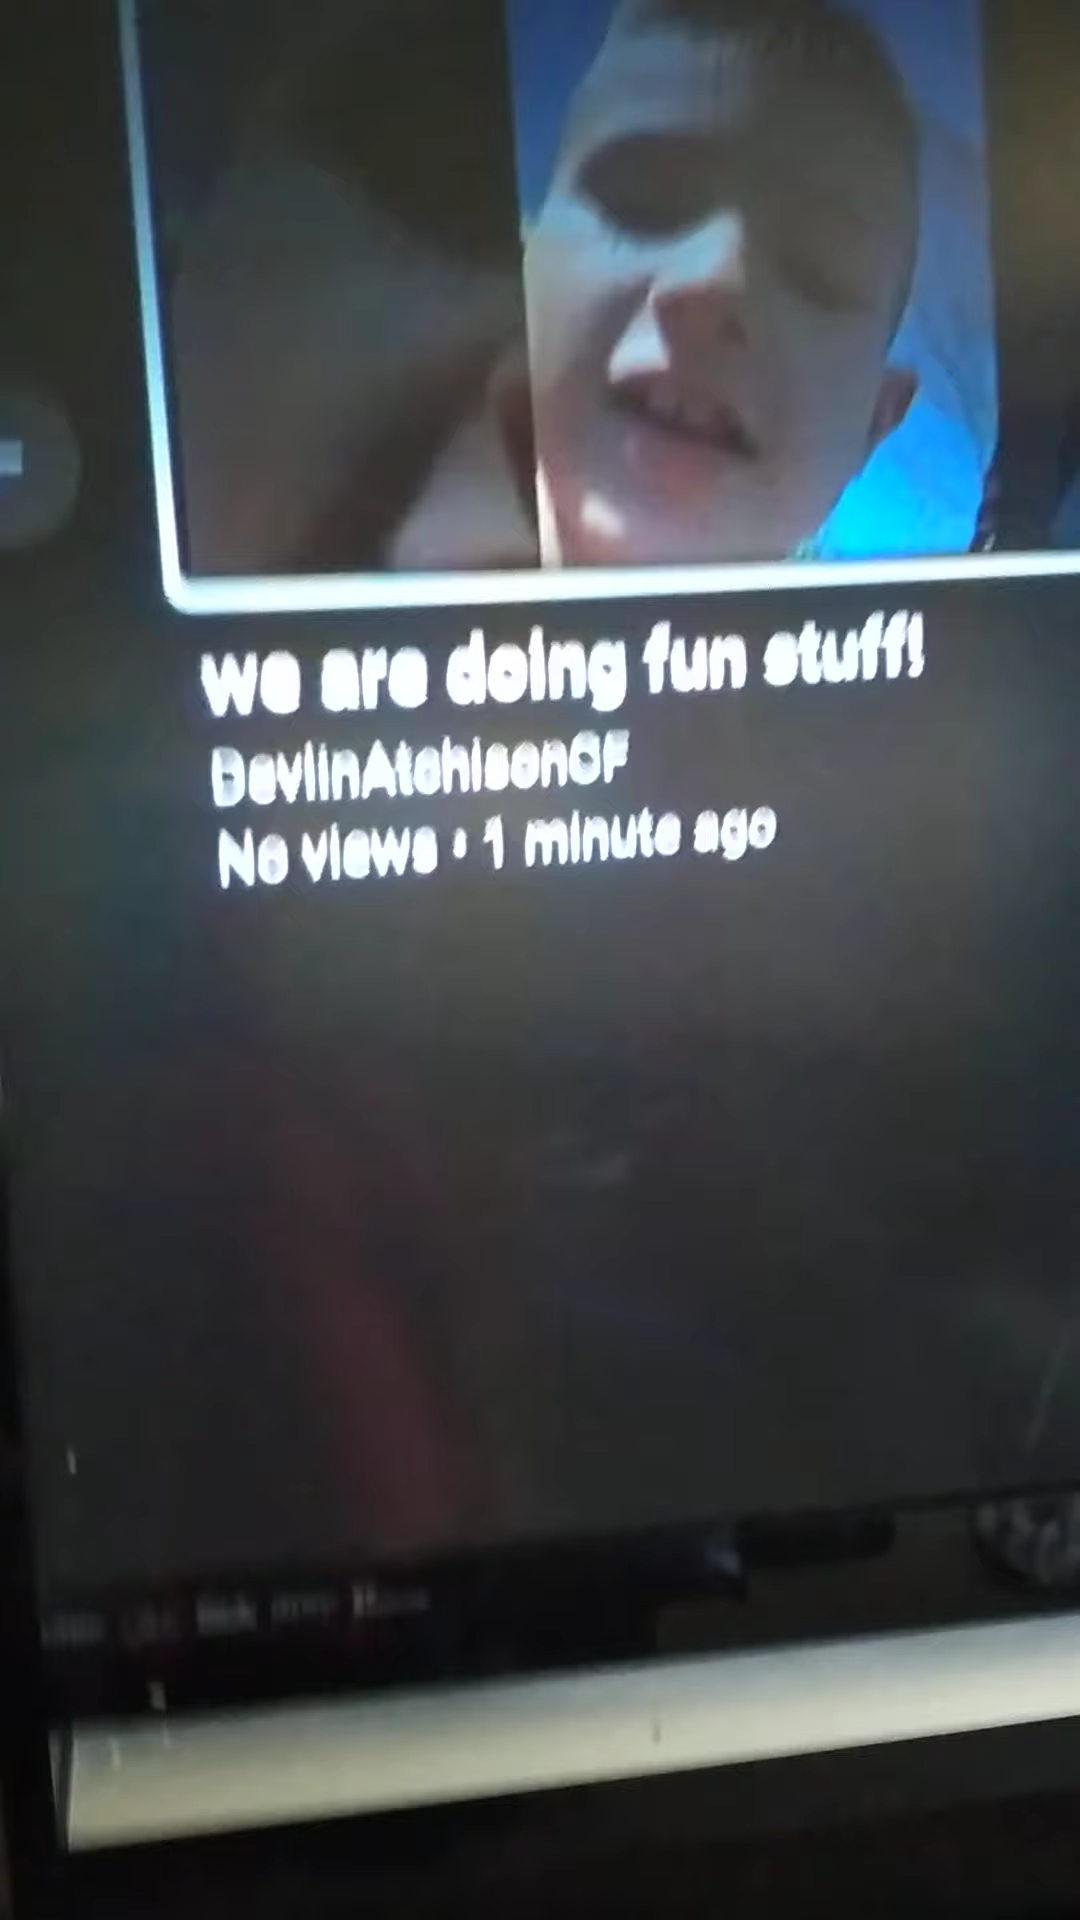 we are doing fun stuff!
DevlinAtchisonGF
No views • 1 minute ago